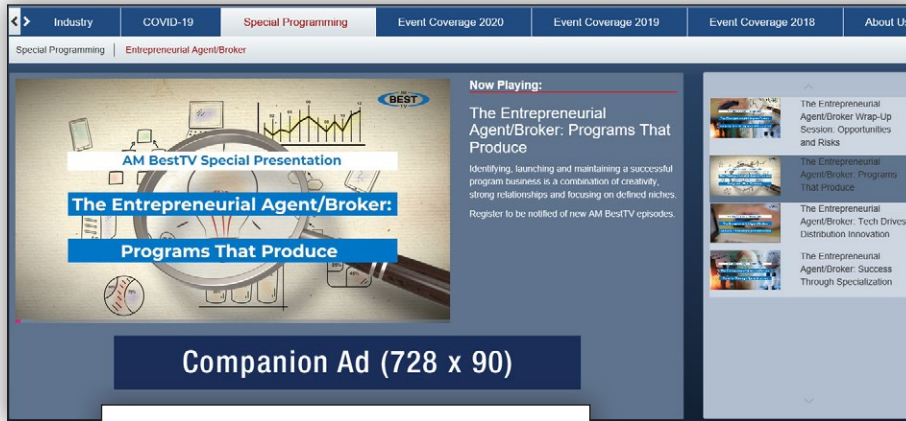 Industry
COVID-19
Special Programming
Event Coverage 2020
Event Coverage 2019
Event Coverage 2018
About Us
Special Programming
Entrepreneurial Agent/Broker
BEST
TV
AM BestTV Special Presentation
The Entrepreneurial Agent/Broker:
Programs That Produce
Now Playing:
The Entrepreneurial
Agent/Broker: Programs That
Produce
Identifying, launching and maintaining a successful
program business is a combination of creativity,
strong relationships and focusing on defined niches.
Register to be notified of new AM BestTV episodes.
The Entrepreneurial
Agent/Broker Wrap-Up
Session: Opportunities
and Risks
The Entrepreneurial
Agent/Broker: Programs
That Produce
The Entrepreneurial
Agent/Broker: Tech Drives
Distribution Innovation
The Entrepreneurial
Agent/Broker: Success
Through Specialization
Companion Ad (728 x 90)